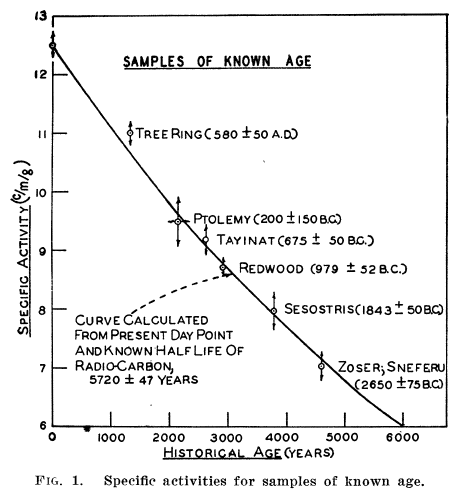 13
SAMPLES OF KNOWN AGE
12
11
TREE RING (580 ± 50 A.D.)
10
PTOLEMY (200 ± 150 B.C.)
9
TAYINAT (675 ± 50 B.C.)
REDWOOD (979 ± 52 B.C.)
8
SESOSTRIS (1843 ± 50 B.C.)
CURVE CALCULATED
FROM PRESENT DAY POINT
AND KNOWN HALF LIFE OF
RADIO-CARBON,
5720 ± 47 YEARS
7
ZOSER; SNEFERU
(2650 ± 75 B.C.)
6
SPECIFIC ACTIVITY (C/m/g)
0 1000 2000 3000 4000 5000 6000
HISTORICAL AGE (YEARS)
FIG. 1. Specific activities for samples of known age.